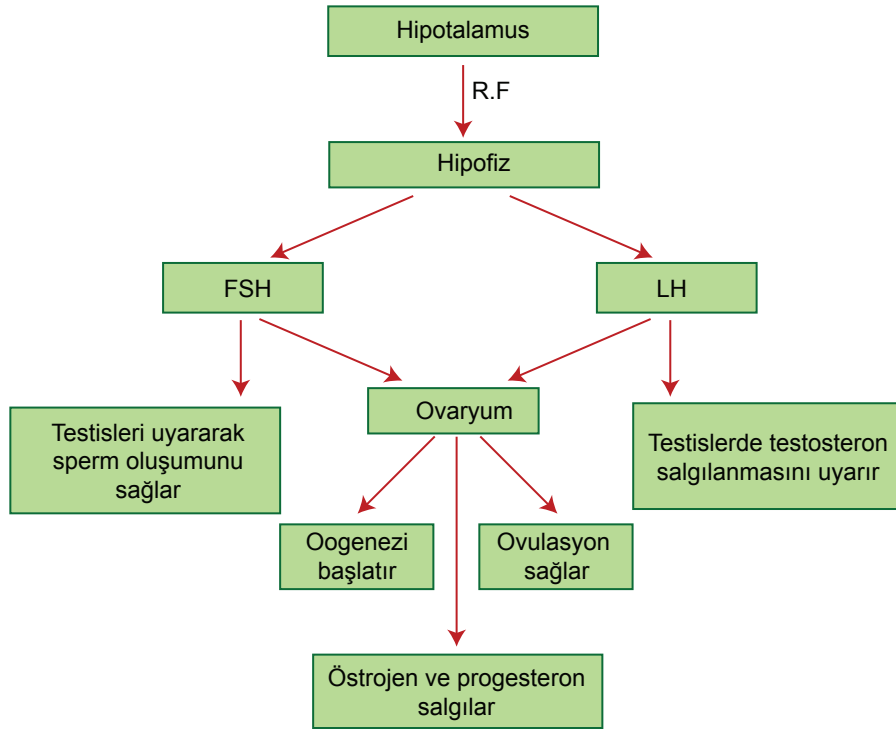 Hipotalamus
R.F
Hipofiz
FSH
LH
Ovaryum
Testisleri uyararak
sperm oluşumunu
sağlar
Testislerde testosteron
salgılanmasını uyarır
Oogenezi
başlatır
Ovulasyon
sağlar
Östrojen ve progesteron
salgılar